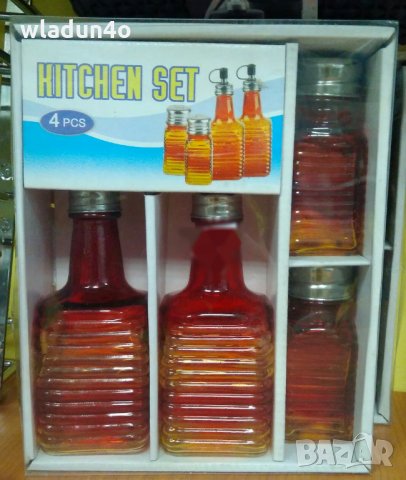 wladun4o
KITCHEN SET
4 PCS
BAZAR